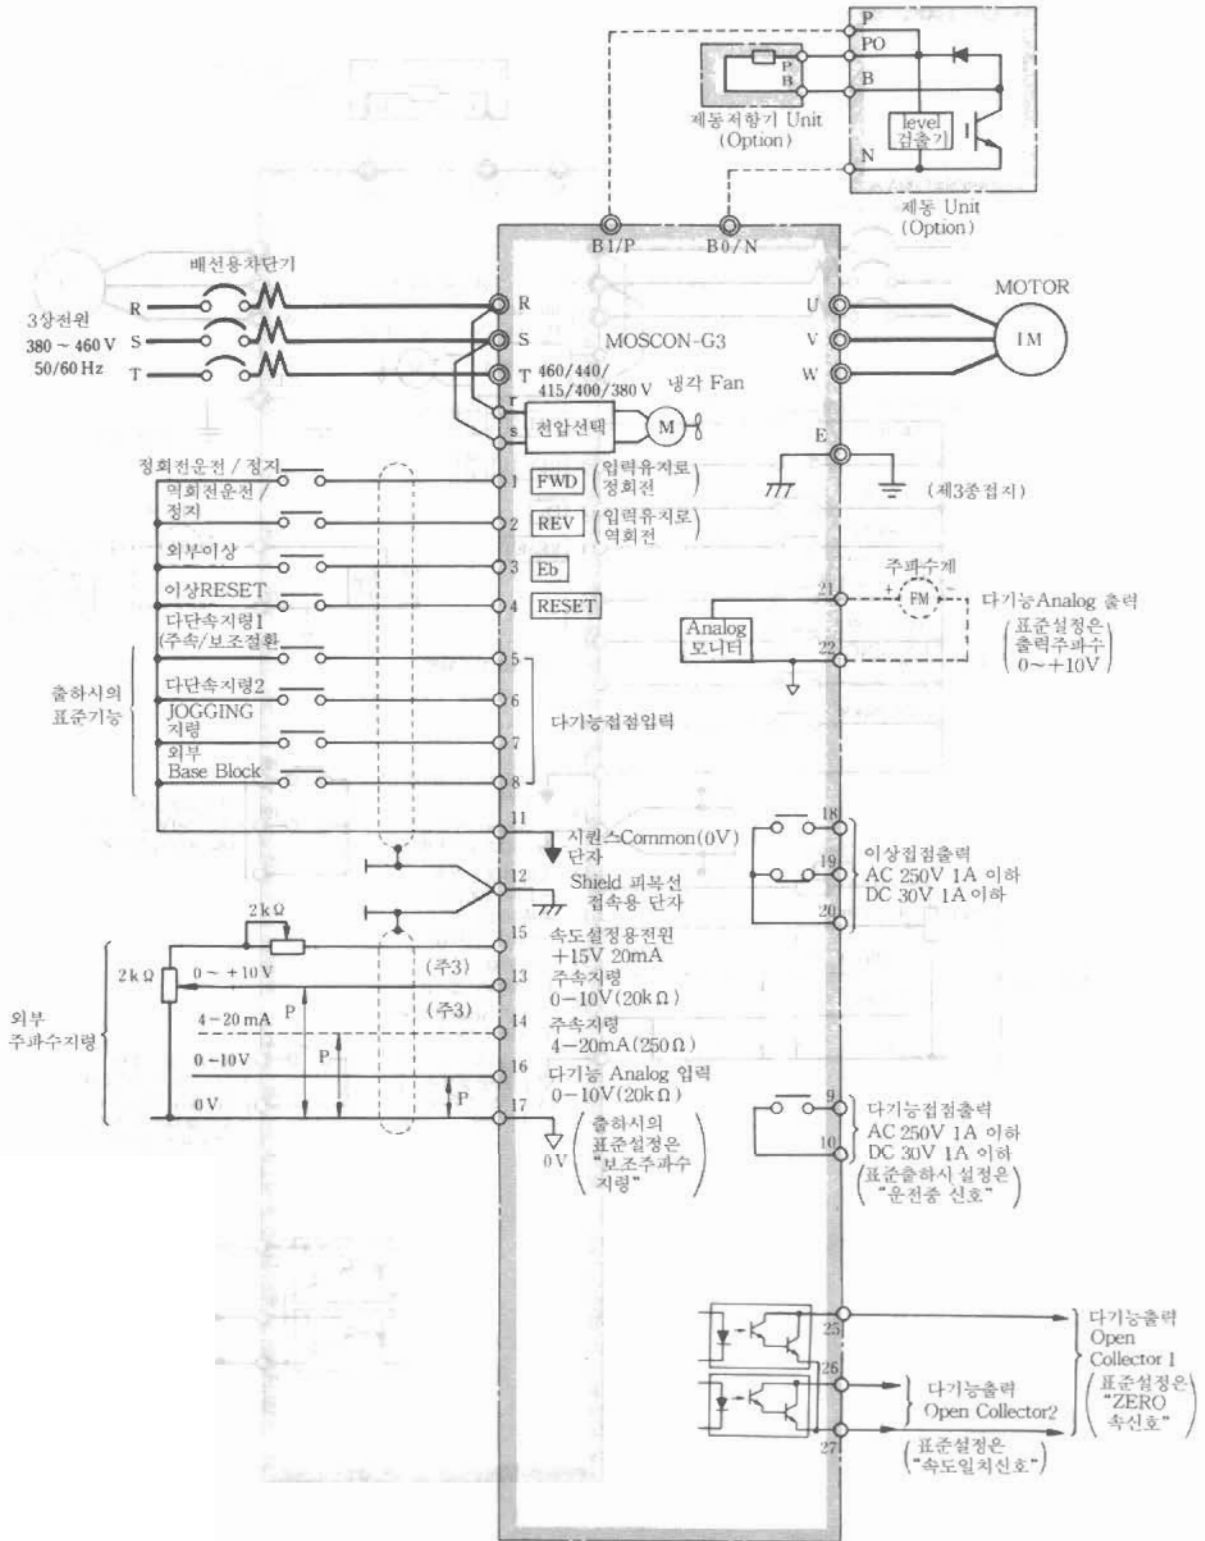 P
PO
P
B
B
level
검출기
N
제동저항기 Unit
(Option)
제동 Unit
(Option)
B1/P
B0/N
배선용차단기
MOTOR
3상전원
380 ~ 460 V
50/60 Hz
R
S
T
R
S
T
MOSCON-G3
U
V
W
IM
460/440/
415/400/380 V
냉각 Fan
r
s
전압선택
M
E
(제3종접지)
정회전운전 / 정지
1
FWD
(입력유지로
정회전)
역회전운전 /
정지
2
REV
(입력유지로
역회전)
외부이상
3
Eb
이상RESET
4
RESET
다단속지령1
(주속/보조절환
5
다단속지령2
6
JOGGING
지령
7
외부
Base Block
8
출하시의
표준기능
다기능접점입력
주파수계
21
+
FM
−
Analog
모니터
22
다기능Analog 출력
(표준설정은
출력주파수
0~+10V)
11
시퀀스Common(0V)
단자
12
Shield 피복선
접속용 단자
18
19
20
이상접점출력
AC 250V 1A 이하
DC 30V 1A 이하
2kΩ
2kΩ
0~ +10V
(주3)
15
속도설정용전원
+15V 20mA
13
주속지령
0-10V(20kΩ)
P
(주3)
4-20 mA
14
주속지령
4-20mA(250Ω)
P
0-10V
16
다기능 Analog 입력
0-10V(20kΩ)
P
0V
17
외부
주파수지령
0V
(출하시의
표준설정은
"보조주파수
지령")
9
10
다기능접점출력
AC 250V 1A 이하
DC 30V 1A 이하
(표준출하시 설정은
"운전중 신호")
25
26
27
다기능출력
Open
Collector 1
(표준설정은
"ZERO
속신호")
다기능출력
Open Collector2
(표준설정은
"속도일치신호")